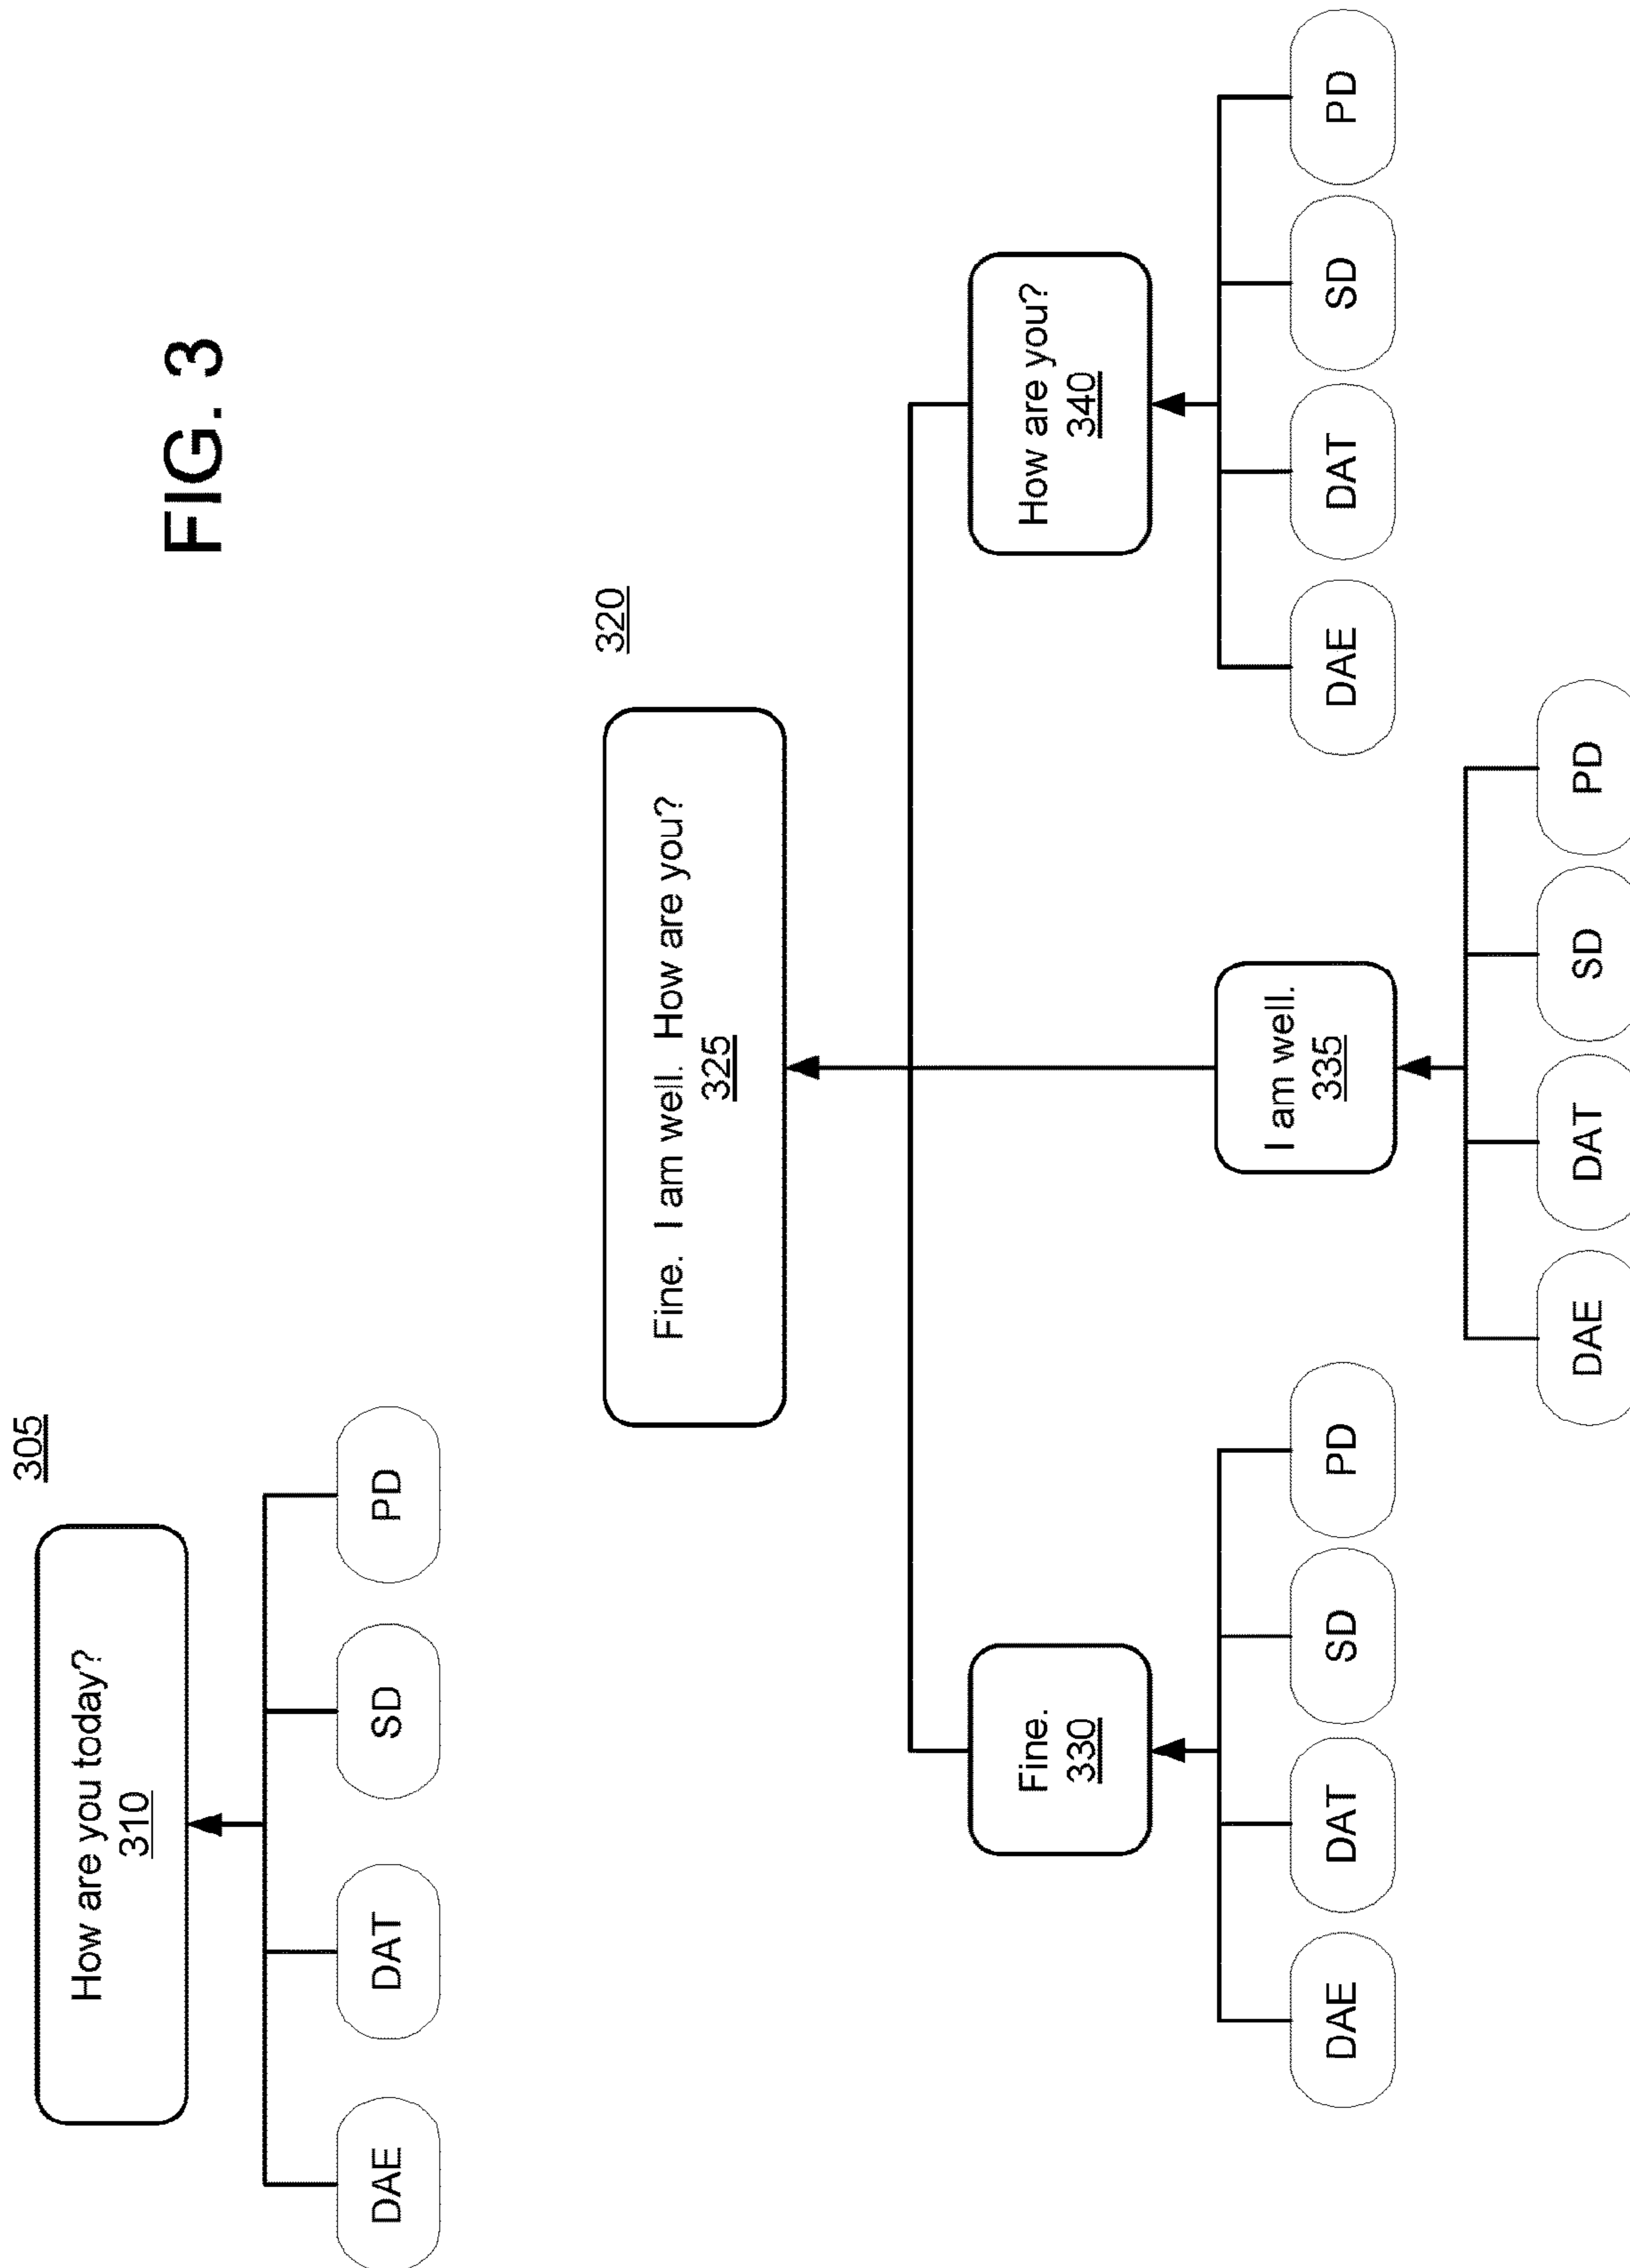 FIG. 3
305
How are you today?
310
DAE
DAT
SD
PD
320
Fine. I am well. How are you?
325
Fine.
330
DAE
DAT
SD
PD
I am well.
335
DAE
DAT
SD
PD
How are you?
340
DAE
DAT
SD
PD